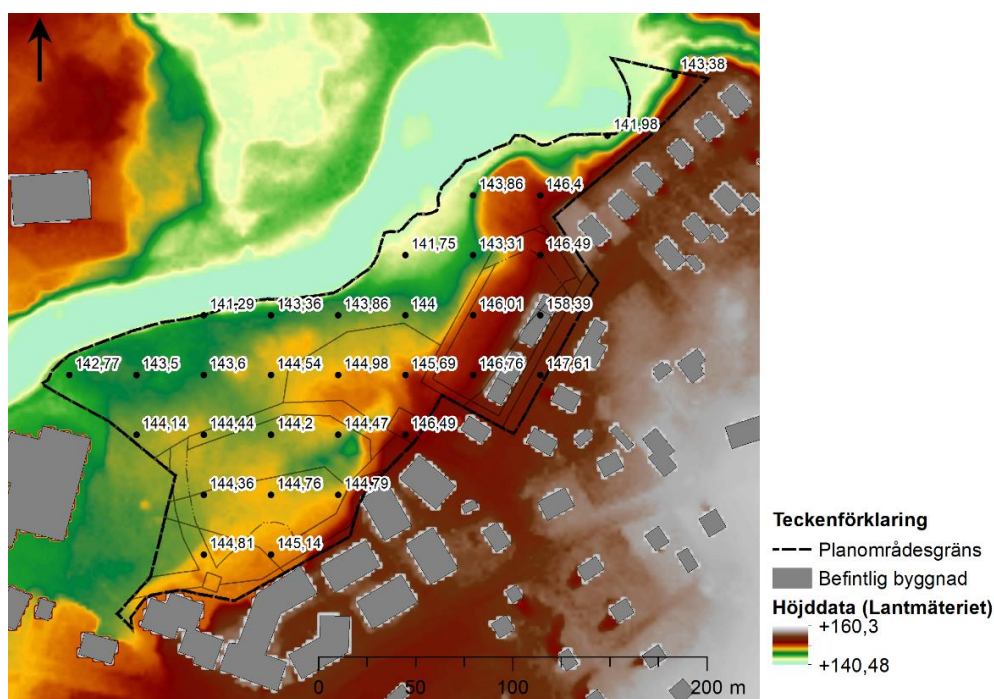 143,38
141,98
143,86 146,4
141,75 143,31 146,49
141,29 143,36 143,86 144 146,01 158,39
142,77 143,5 143,6 144,54 144,98 145,69 146,76 147,61
144,14 144,44 144,2 144,47 146,49
144,36 144,76 144,79
144,81 145,14
0 50 100 200 m
Teckenförklaring
Planområdesgräns
Befintlig byggnad
Höjddata (Lantmäteriet)
+160,3
+140,48